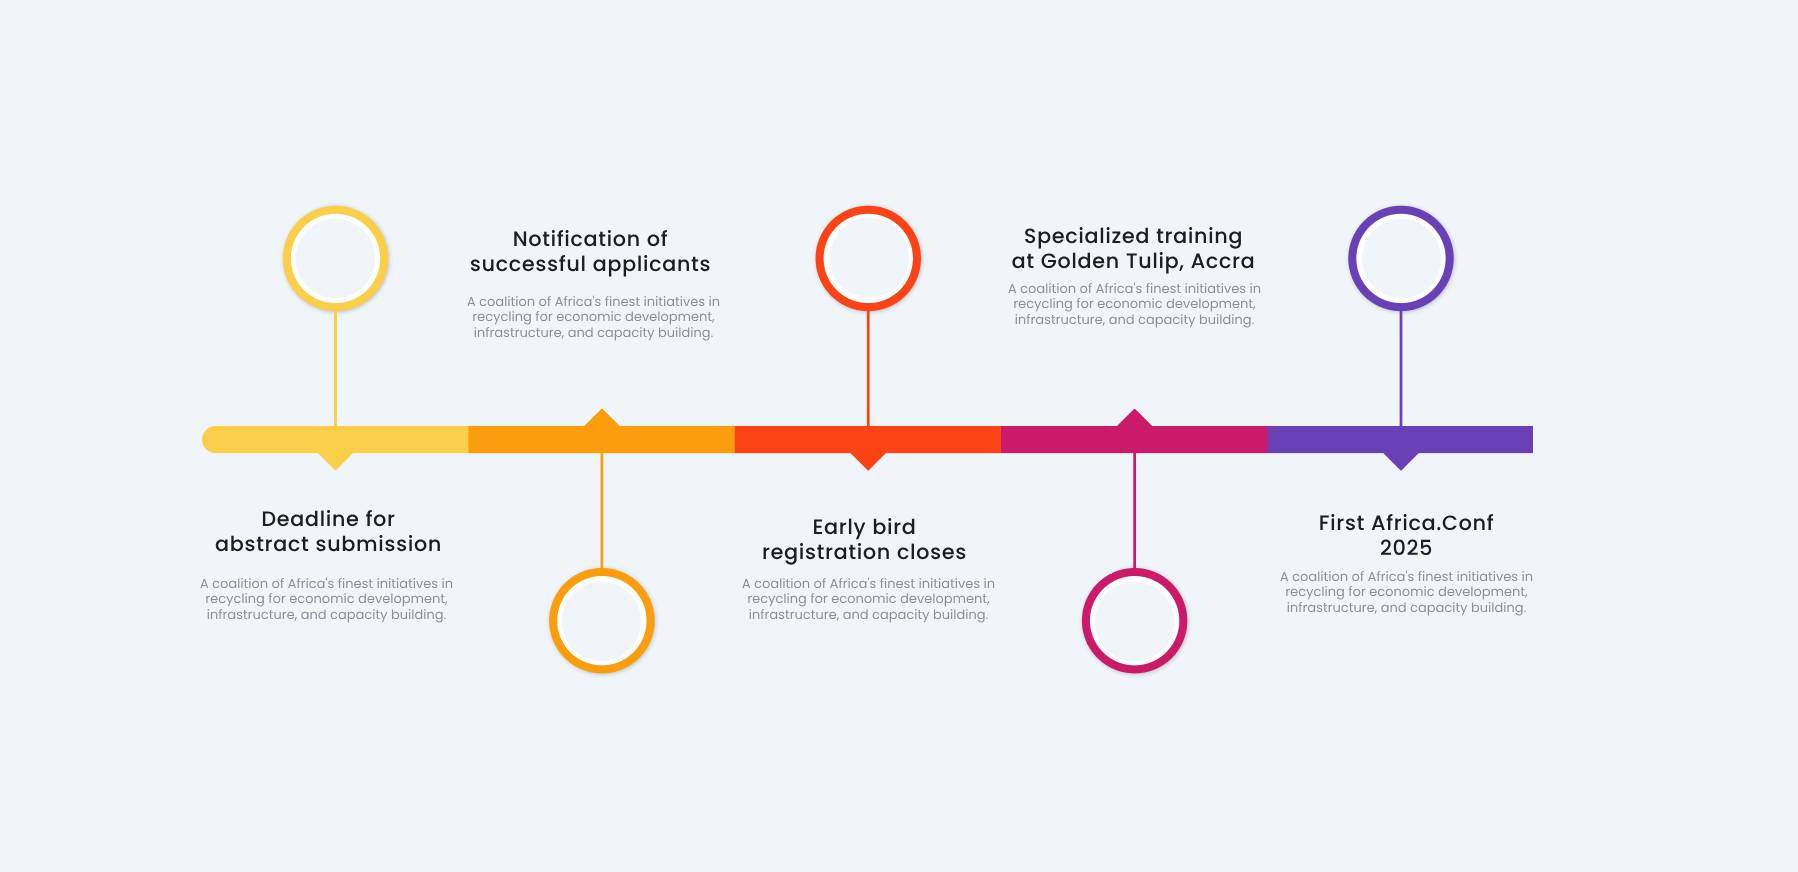 Notification of
successful applicants
A coalition of Africa's finest initiatives in
recycling for economic development,
infrastructure, and capacity building.
Specialized training
at Golden Tulip, Accra
A coalition of Africa's finest initiatives in
recycling for economic development,
infrastructure, and capacity building.
Deadline for
abstract submission
A coalition of Africa's finest initiatives in
recycling for economic development,
infrastructure, and capacity building.
Early bird
registration closes
A coalition of Africa's finest initiatives in
recycling for economic development,
infrastructure, and capacity building.
First Africa.Conf
2025
A coalition of Africa's finest initiatives in
recycling for economic development,
infrastructure, and capacity building.